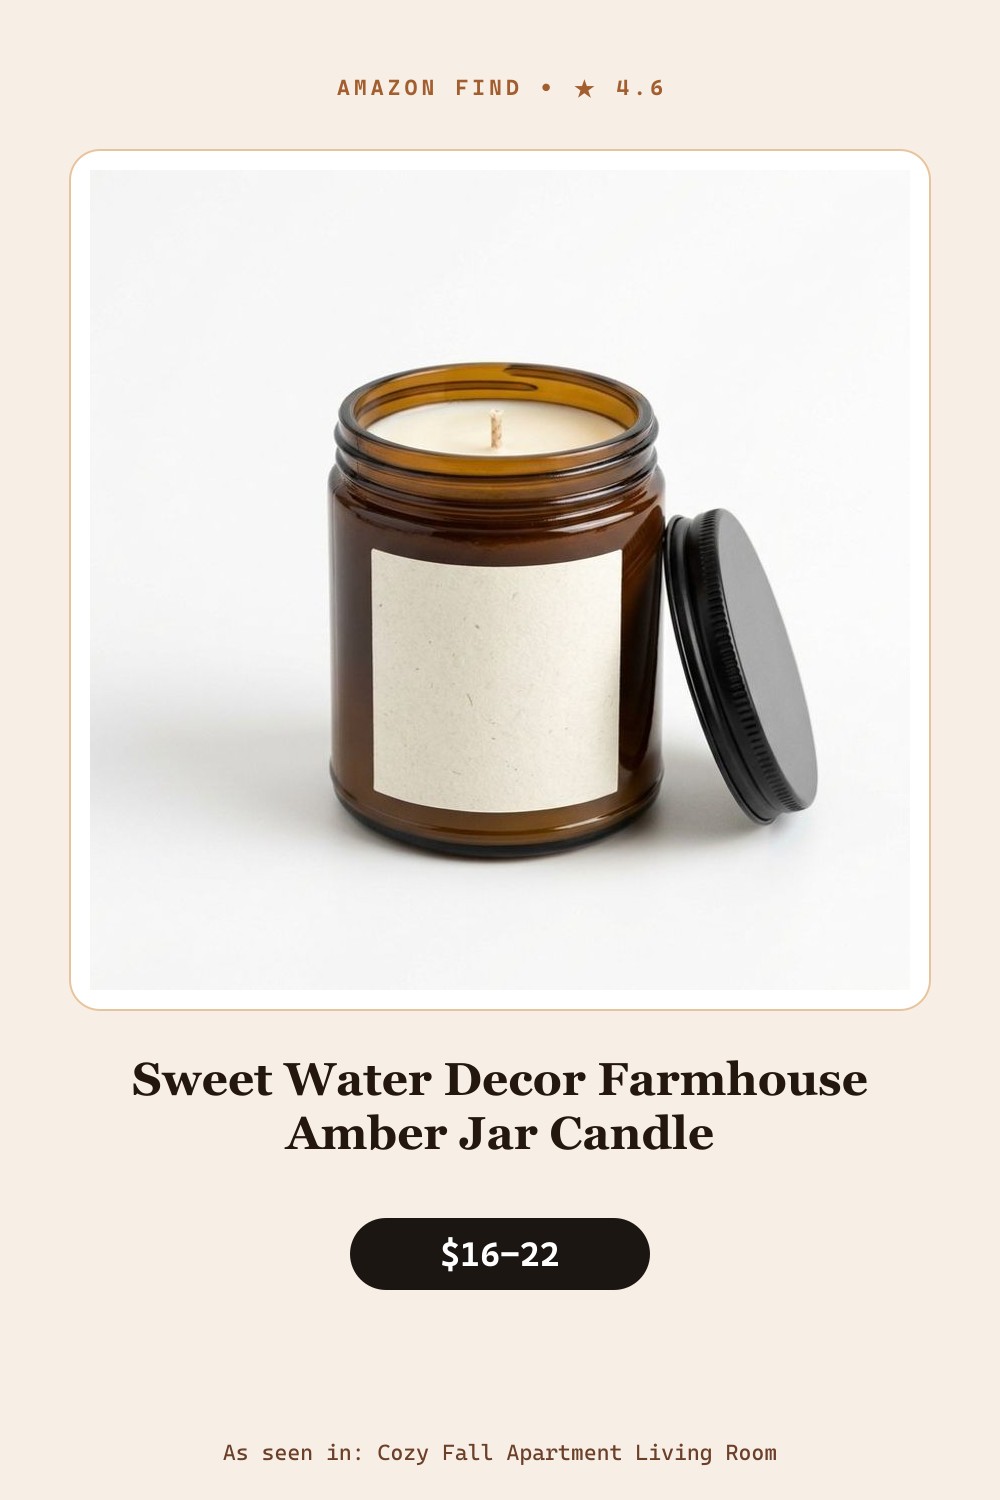 AMAZON FIND • ★ 4.6
Sweet Water Decor Farmhouse
Amber Jar Candle
$16–22
As seen in: Cozy Fall Apartment Living Room